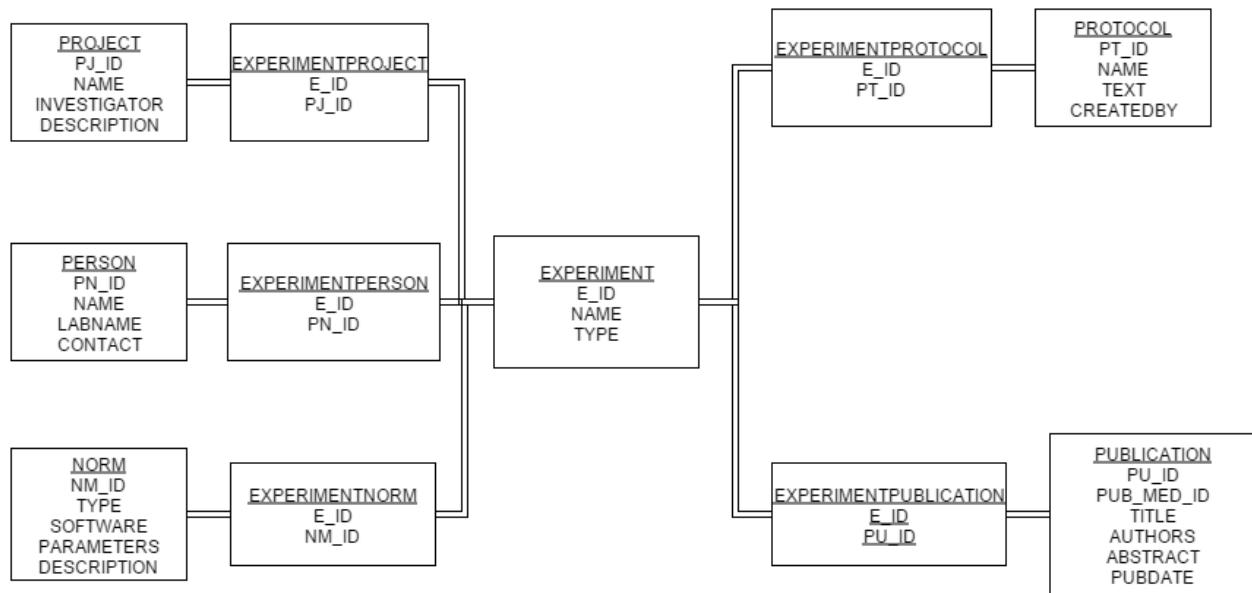 PROJECT
PJ_ID
NAME
INVESTIGATOR
DESCRIPTION
EXPERIMENTPROJECT
E_ID
PJ_ID
EXPERIMENTPROTOCOL
E_ID
PT_ID
PROTOCOL
PT_ID
NAME
TEXT
CREATEDBY
PERSON
PN_ID
NAME
LABNAME
CONTACT
EXPERIMENTPERSON
E_ID
PN_ID
EXPERIMENT
E_ID
NAME
TYPE
NORM
NM_ID
TYPE
SOFTWARE
PARAMETERS
DESCRIPTION
EXPERIMENTNORM
E_ID
NM_ID
EXPERIMENTPUBLICATION
E_ID
PU_ID
PUBLICATION
PU_ID
PUB_MED_ID
TITLE
AUTHORS
ABSTRACT
PUBDATE